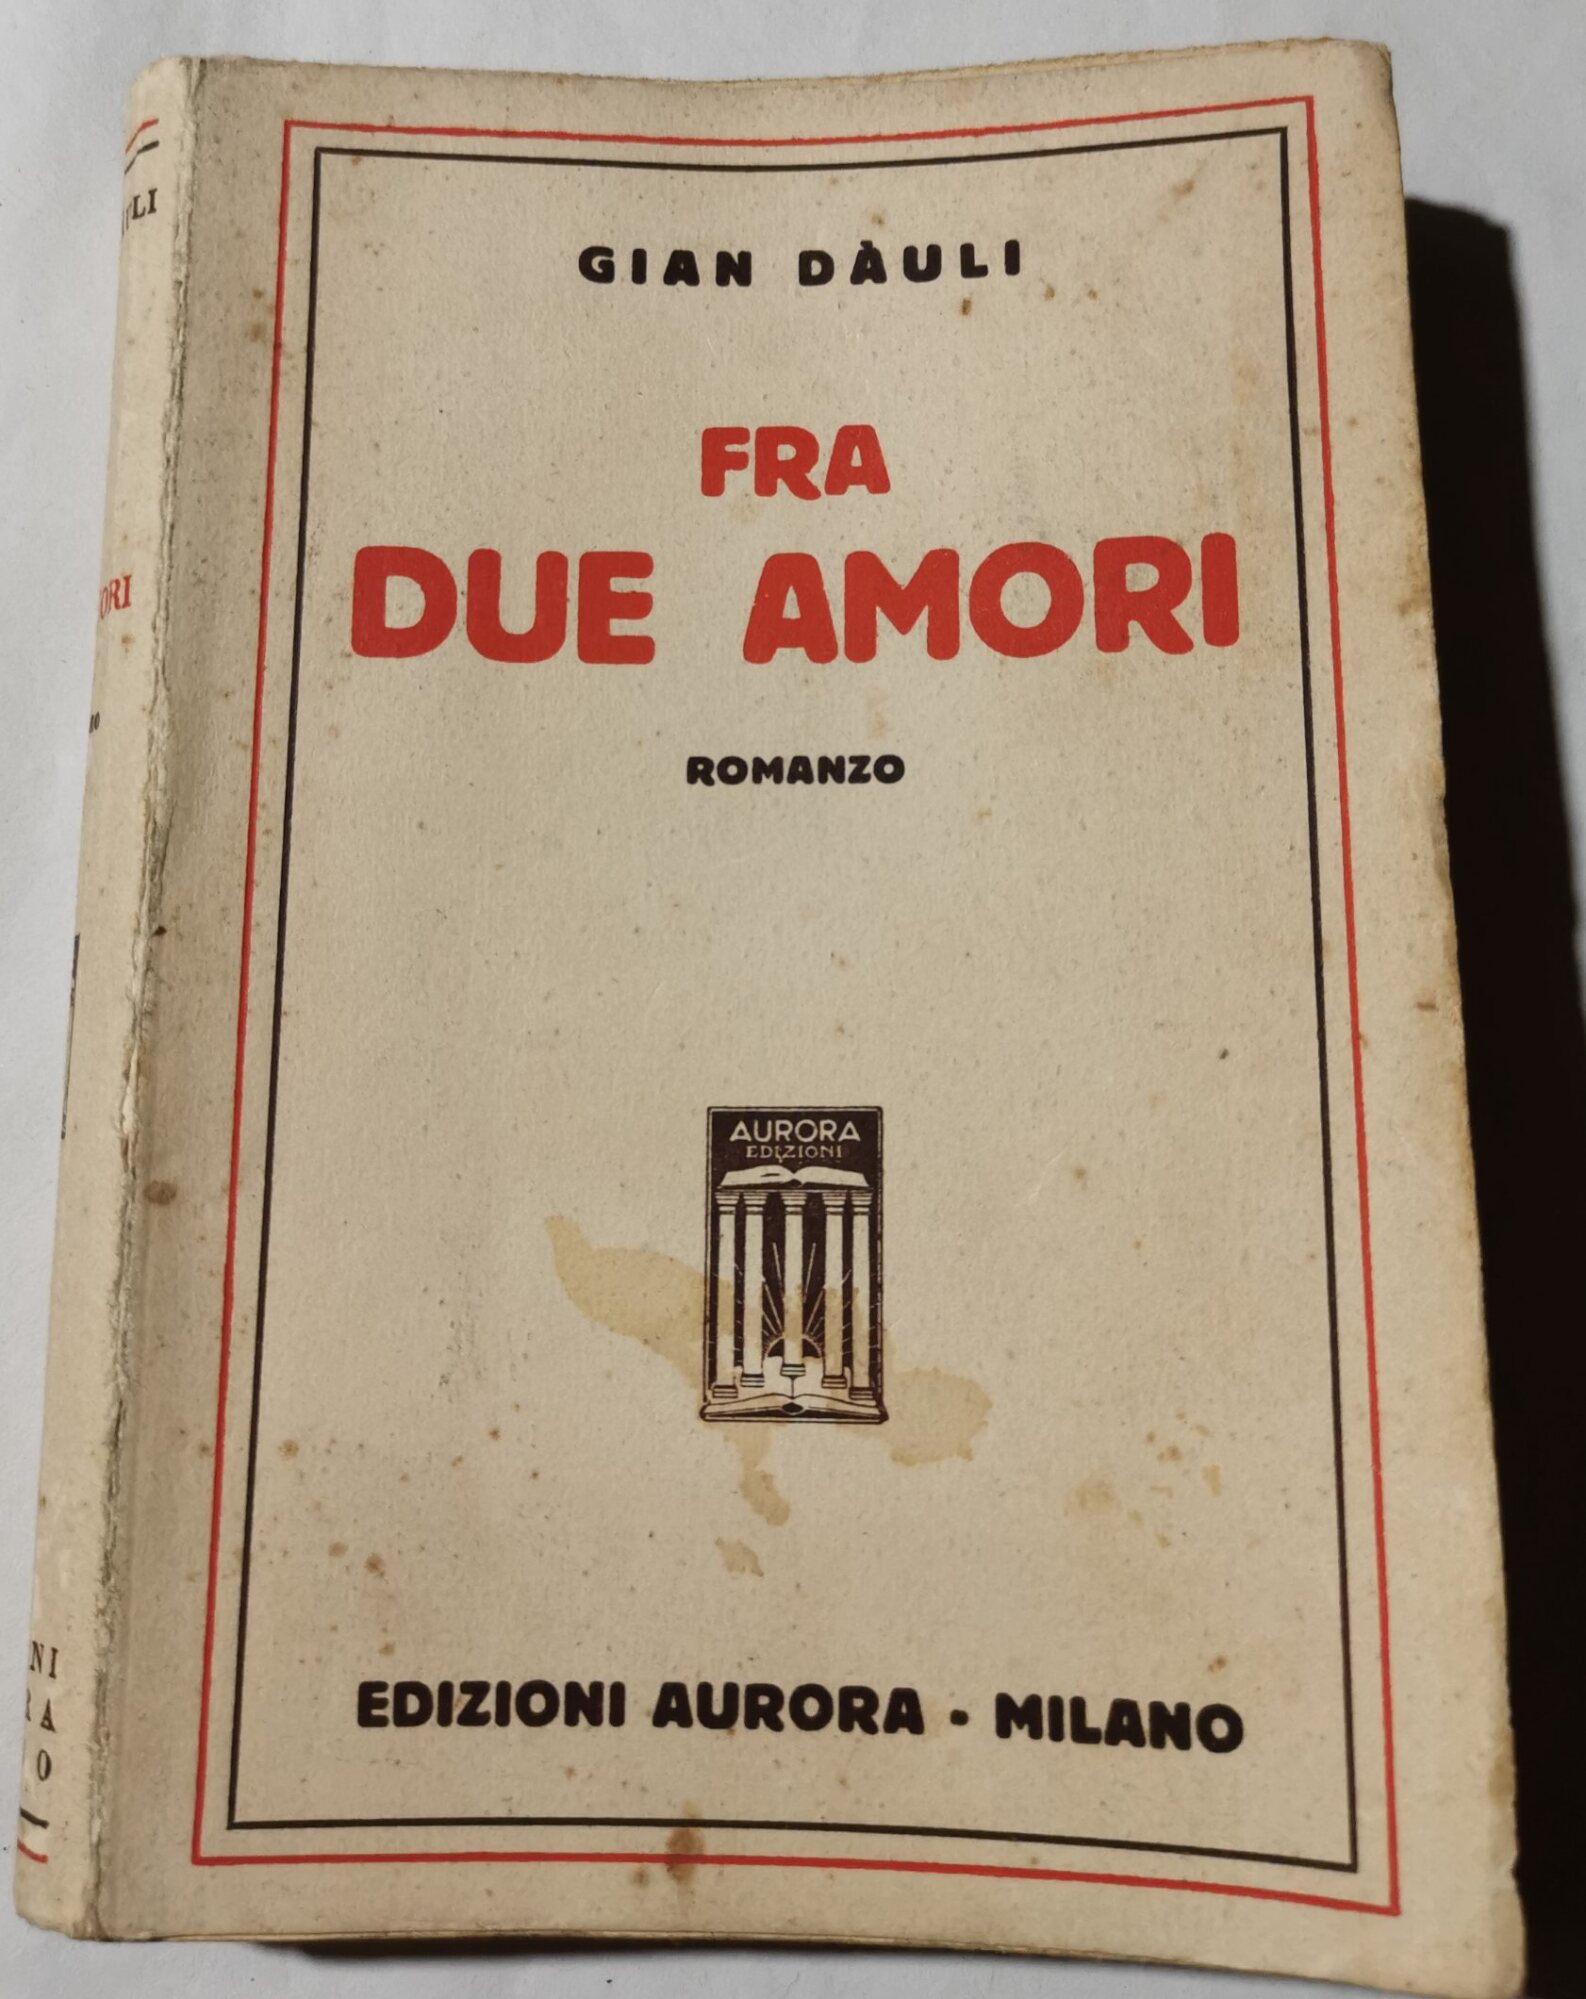 GIAN DÀULI
FRA
DUE AMORI
ROMANZO
AURORA
EDIZIONI
EDIZIONI AURORA - MILANO